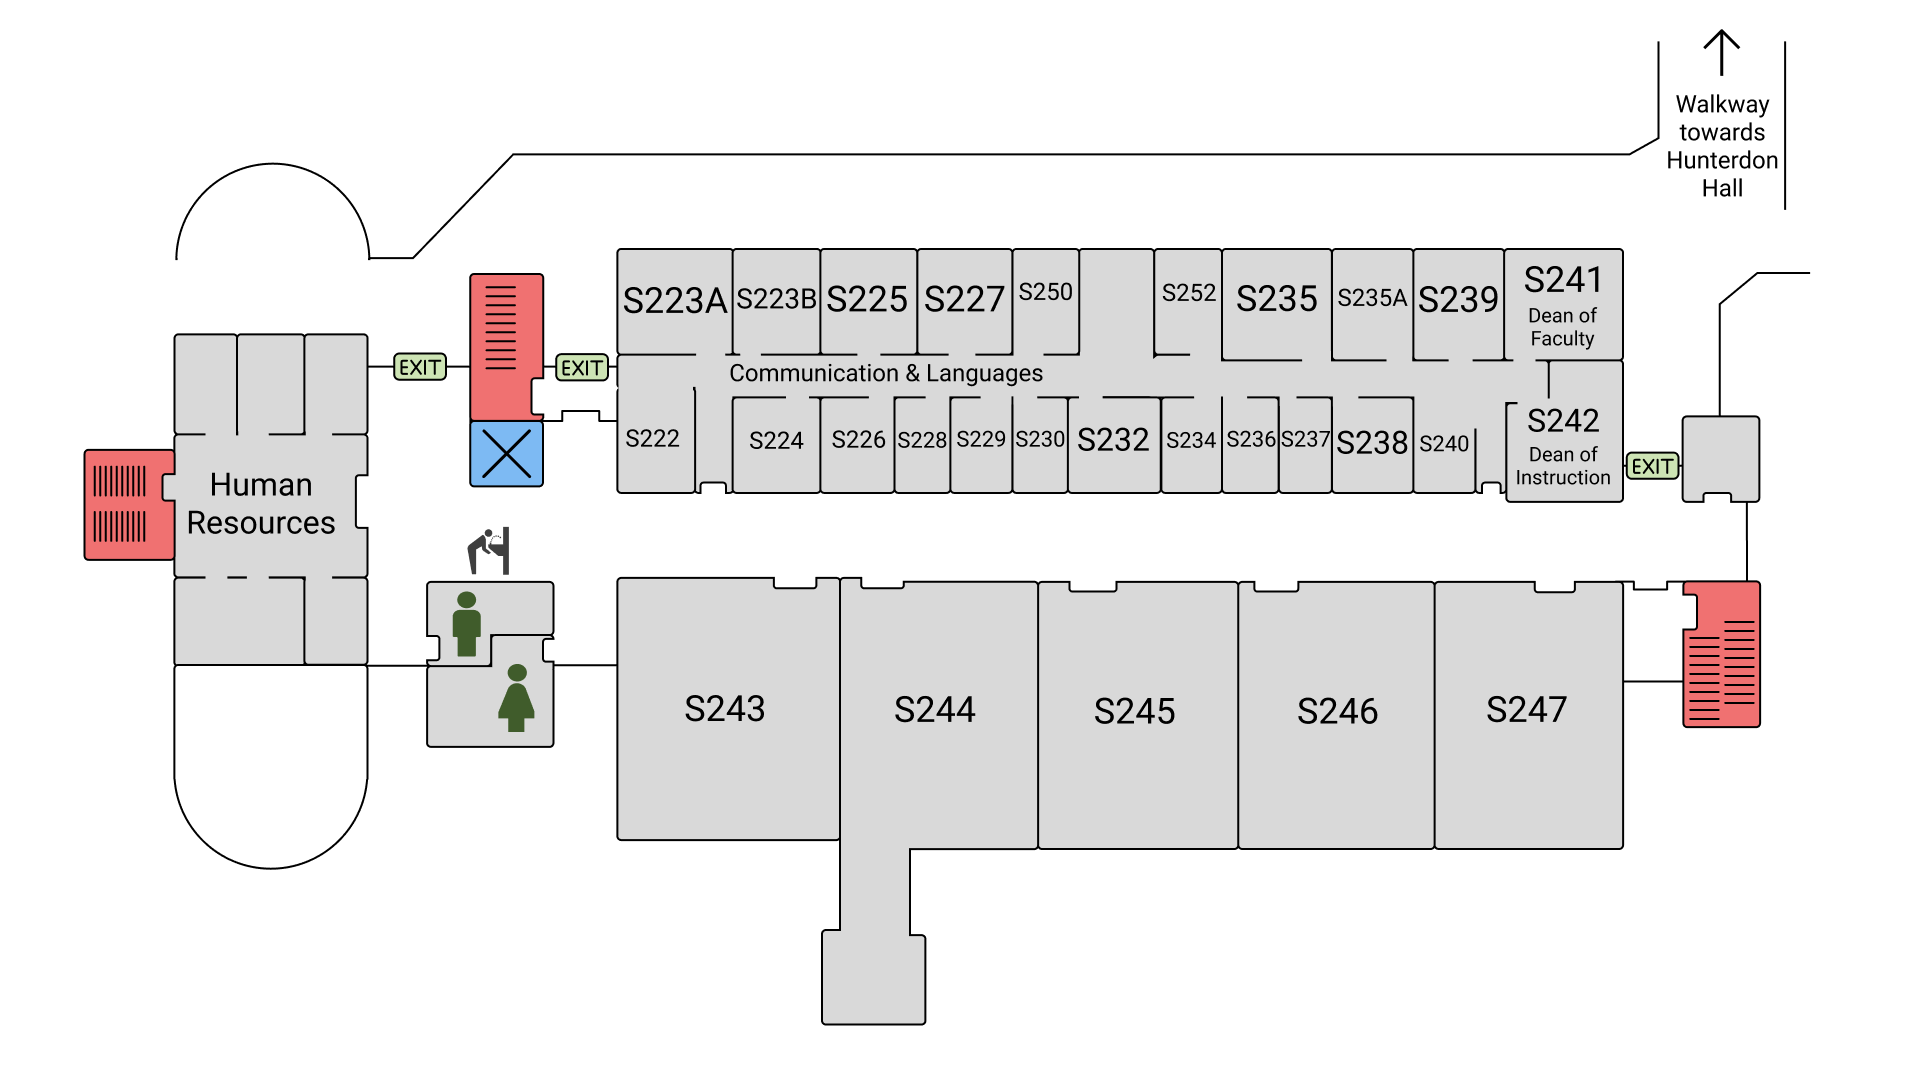 Walkway
towards
Hunterdon
Hall
S223A
S223B
S225
S227
S250
S252
S235
S235A
S239
S241
Dean of
Faculty
EXIT
EXIT
Communication & Languages
S222
S224
S226
S228
S229
S230
S232
S234
S236
S237
S238
S240
S242
Dean of
Instruction
EXIT
Human
Resources
S243
S244
S245
S246
S247